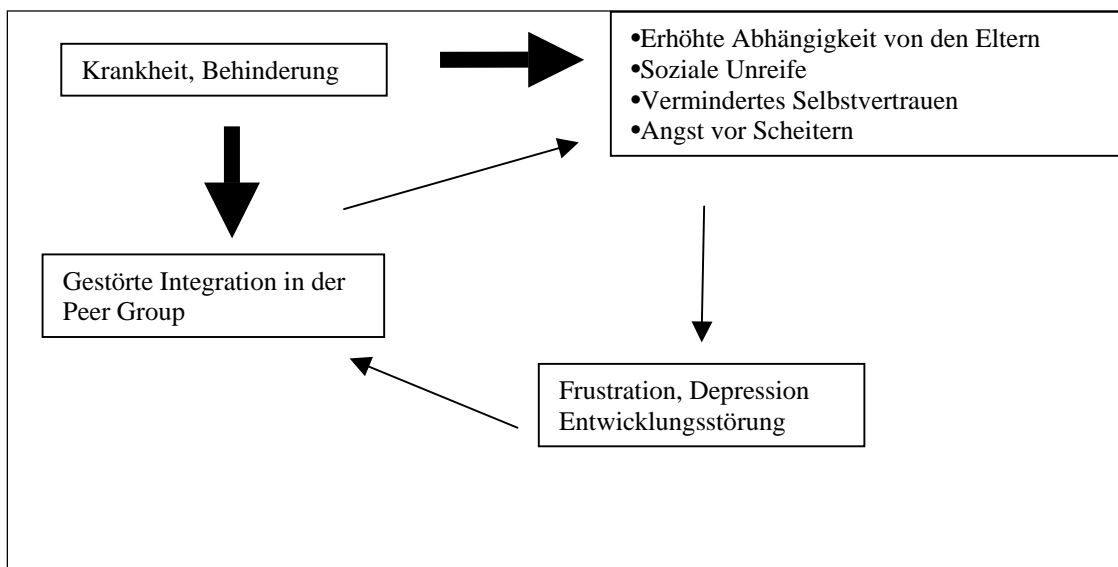 Krankheit, Behinderung
•Erhöhte Abhängigkeit von den Eltern
•Soziale Unreife
•Vermindertes Selbstvertrauen
•Angst vor Scheitern
Gestörte Integration in der
Peer Group
Frustration, Depression
Entwicklungsstörung